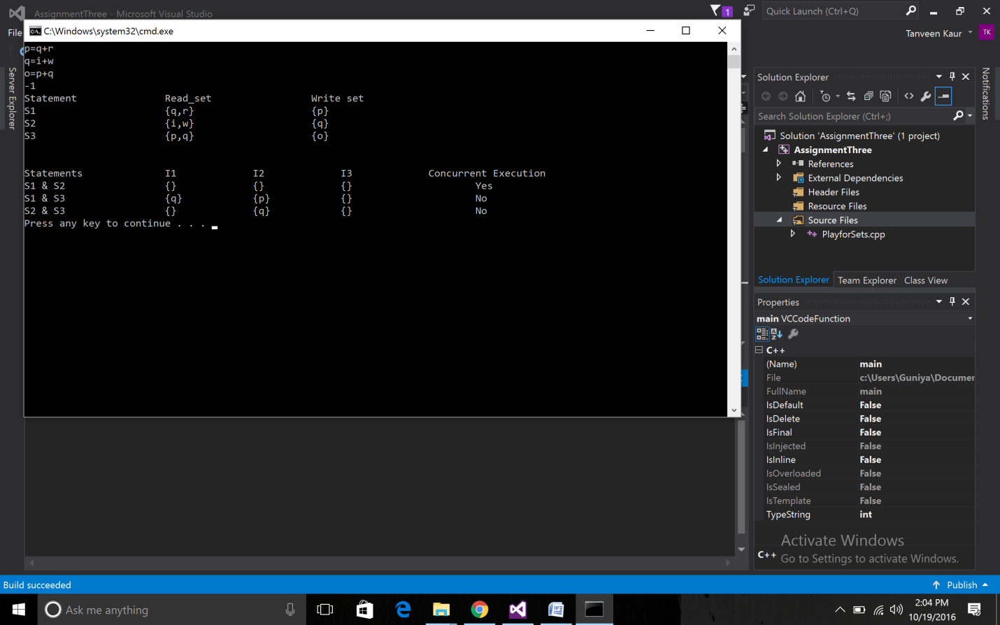 AssignmentThree - Microsoft Visual Studio
1
Quick Launch (Ctrl+Q)
File
C:\Windows\system32\cmd.exe
Tanveen Kaur
TK
Server Explorer
p=q+r
q=i+w
o=p+q
-1
Statement Read_set Write set
S1 {q,r} {p}
S2 {i,w} {q}
S3 {p,q} {o}
Statements I1 I2 I3 Concurrent Execution
S1 & S2 {} {} {} Yes
S1 & S3 {q} {p} {} No
S2 & S3 {} {q} {} No
Press any key to continue . . .
Notifications
Solution Explorer
Search Solution Explorer (Ctrl+;)
Solution 'AssignmentThree' (1 project)
AssignmentThree
References
External Dependencies
Header Files
Resource Files
Source Files
PlayforSets.cpp
Solution Explorer Team Explorer Class View
Properties
main VCCodeFunction
C++
(Name) main
File c:\Users\Guniya\Documen
FullName main
IsDefault False
IsDelete False
IsFinal False
IsInjected False
IsInline False
IsOverloaded False
IsSealed False
IsTemplate False
TypeString int
C++
Activate Windows
Go to Settings to activate Windows.
Build succeeded
Publish
Ask me anything
2:04 PM
10/19/2016